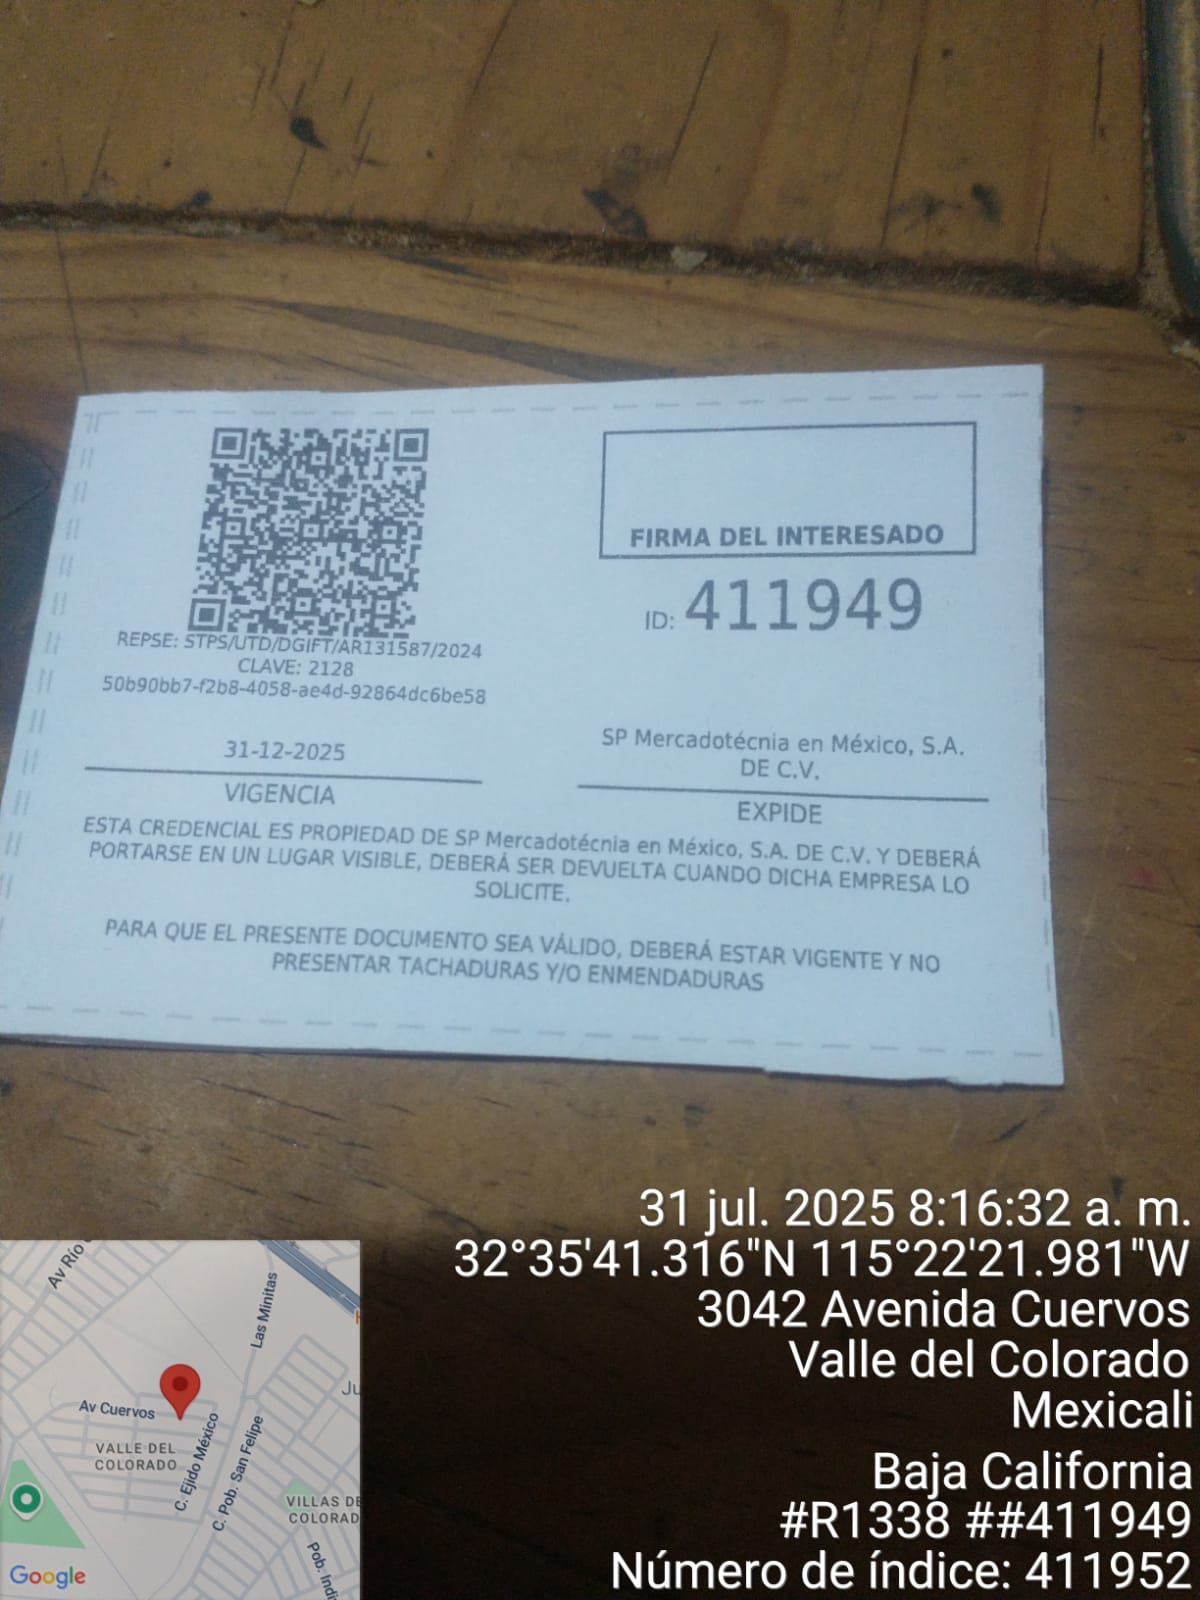 FIRMA DEL INTERESADO
ID: 411949
REPSE: STPS/UTD/DGIFT/AR131587/2024
CLAVE: 2128
50b90bb7-f2b8-4058-ae4d-92864dc6be58
31-12-2025
VIGENCIA
SP Mercadotécnia en México, S.A.
DE C.V.
EXPIDE
ESTA CREDENCIAL ES PROPIEDAD DE SP Mercadotécnia en México, S.A. DE C.V. Y DEBERÁ
PORTARSE EN UN LUGAR VISIBLE, DEBERÁ SER DEVUELTA CUANDO DICHA EMPRESA LO
SOLICITE.
PARA QUE EL PRESENTE DOCUMENTO SEA VÁLIDO, DEBERÁ ESTAR VIGENTE Y NO
PRESENTAR TACHADURAS Y/O ENMENDADURAS
31 jul. 2025 8:16:32 a. m.
32°35'41.316"N 115°22'21.981"W
3042 Avenida Cuervos
Valle del Colorado
Mexicali
Baja California
#R1338 ##411949
Número de índice: 411952
Av Río
Las Minitas
Av Cuervos
VALLE DEL
COLORADO
C. Ejido México
C. Pob. San Felipe
VILLAS DE
COLORAD
Pob. Indi
Google